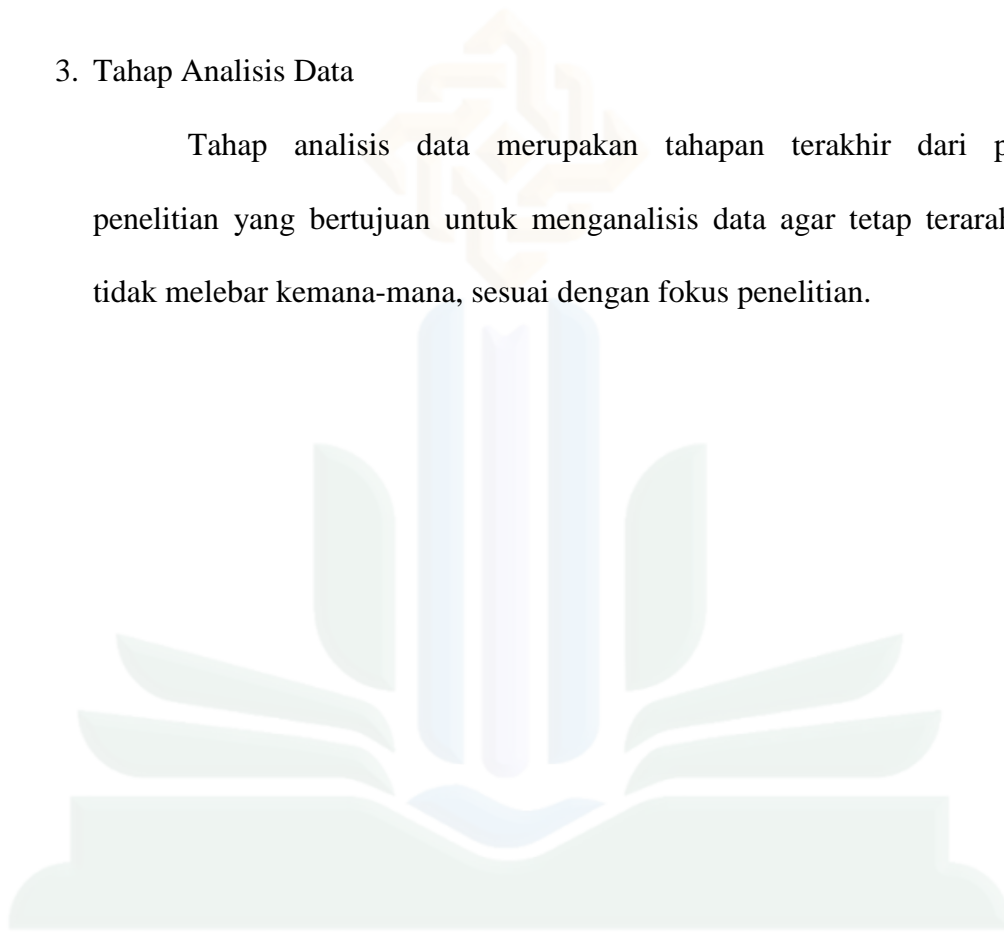 3. Tahap Analisis Data
Tahap analisis data merupakan tahapan terakhir dari
penelitian yang bertujuan untuk menganalisis data agar tetap
tidak melebar kemana-mana, sesuai dengan fokus penelitian.